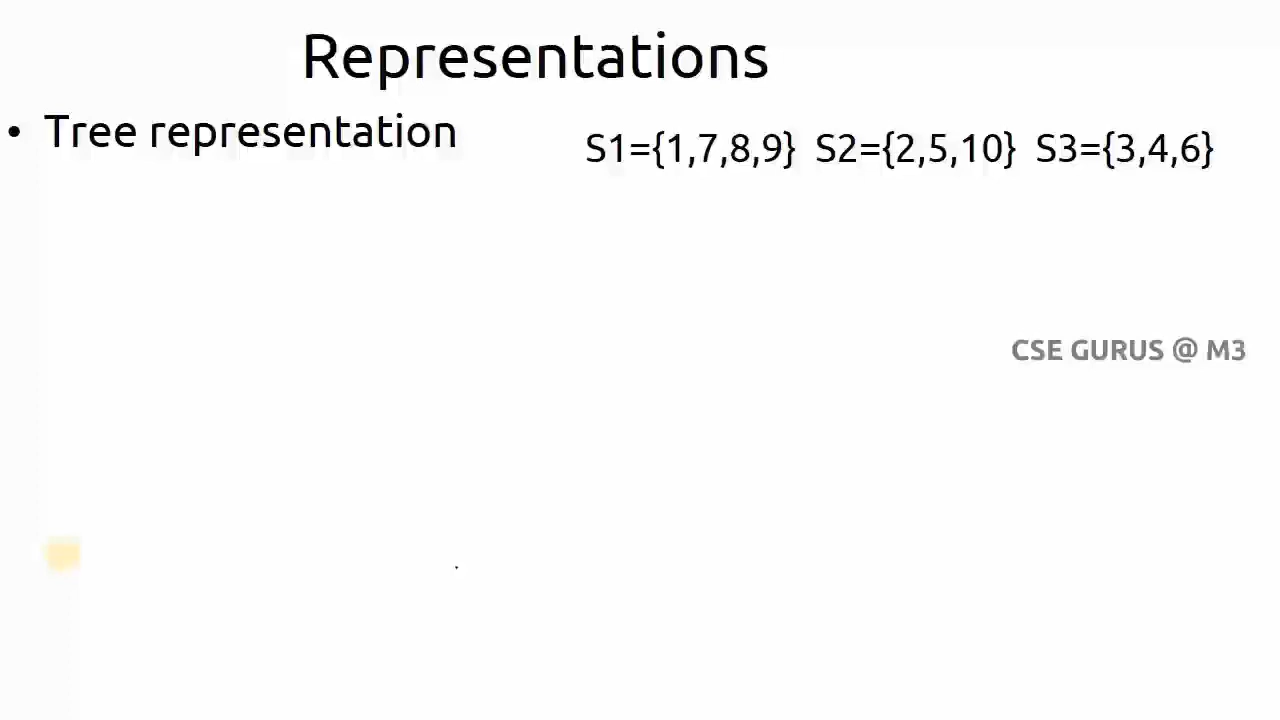 Representations
• Tree representation
S1={1,7,8,9} S2={2,5,10} S3={3,4,6}
CSE GURUS @ M3